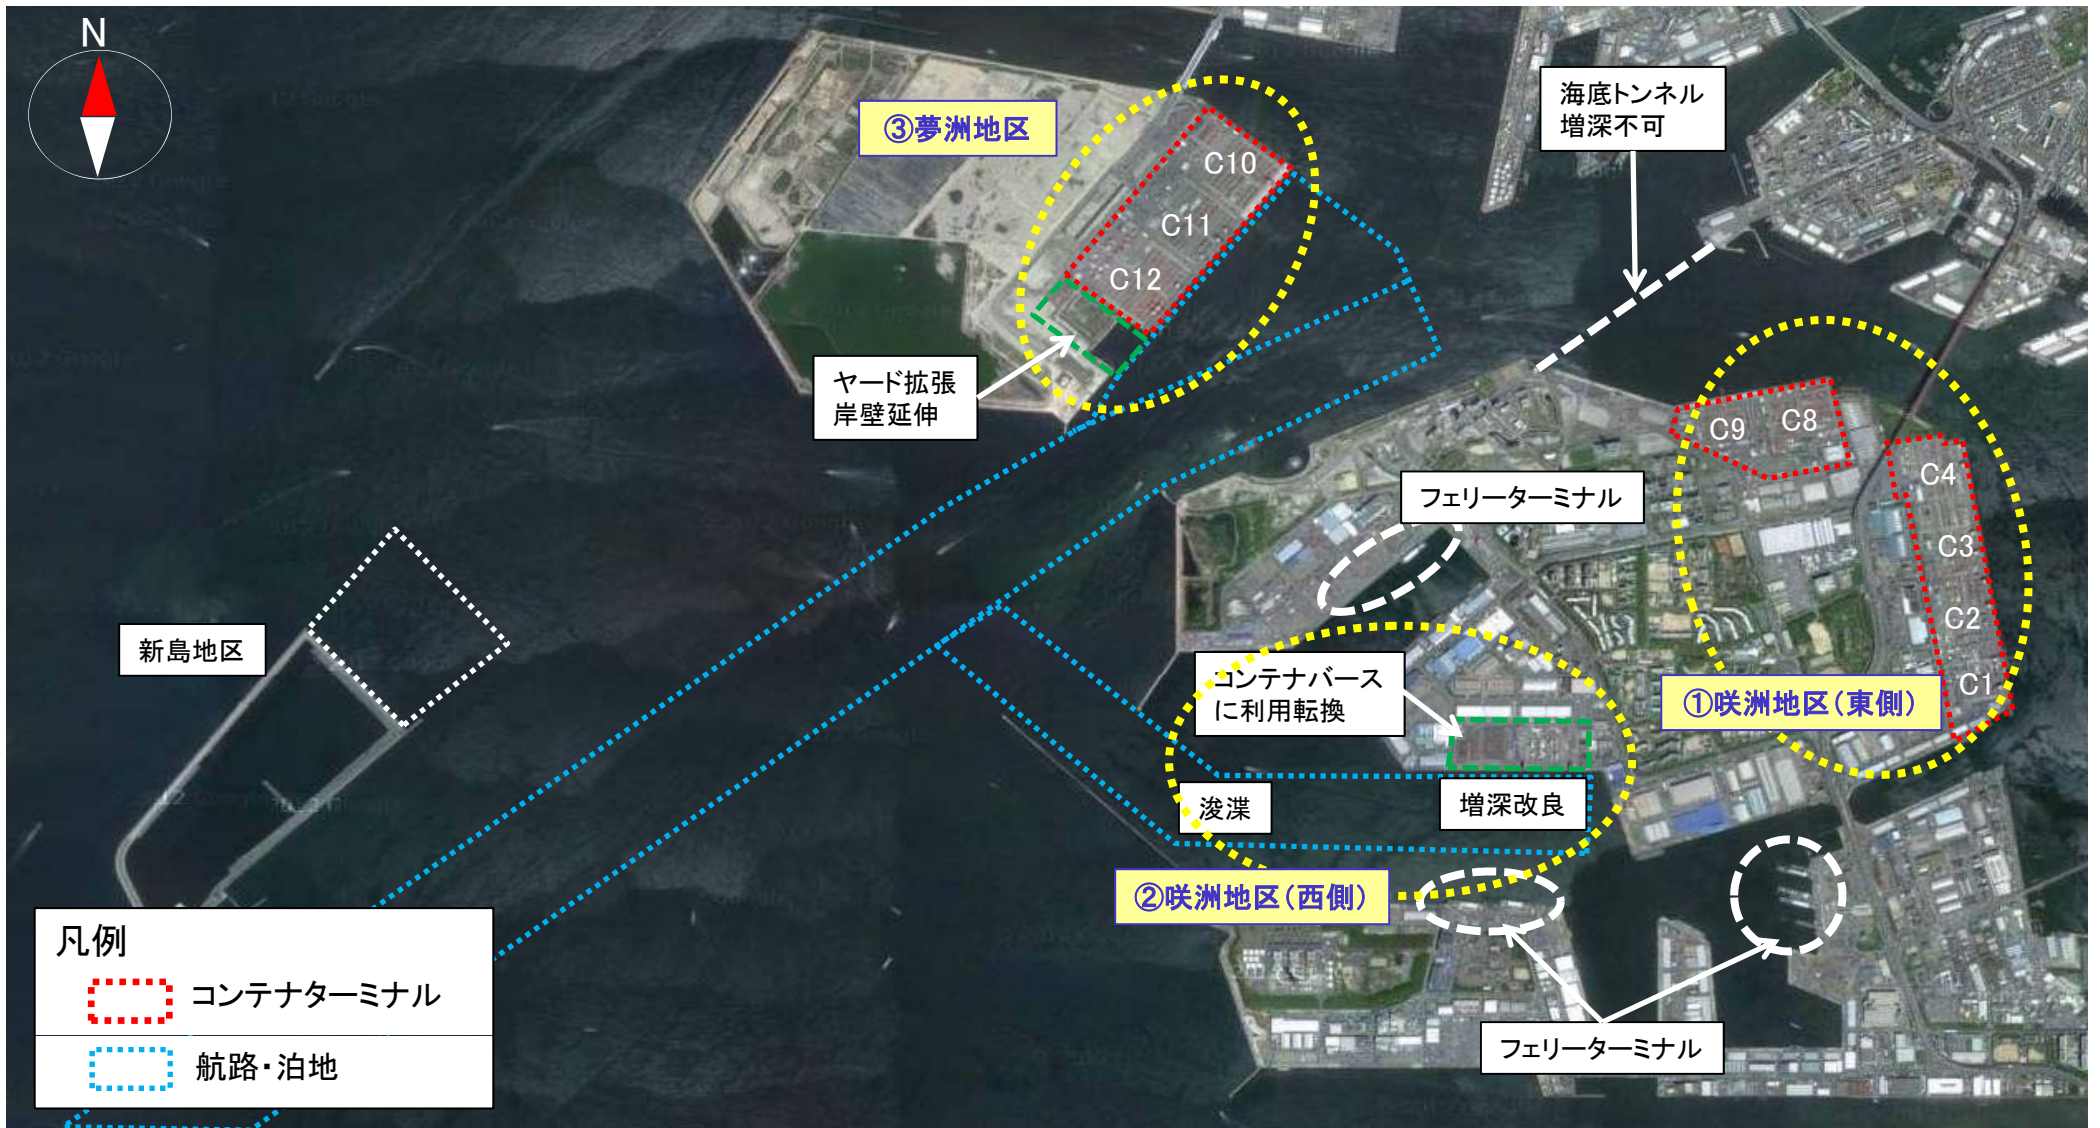 N
海底トンネル
増深不可
③夢洲地区
C10
C11
C12
ヤード拡張
岸壁延伸
C9
C8
C4
フェリーターミナル
C3
C2
新島地区
コンテナバース
に利用転換
C1
①咲洲地区(東側)
浚渫
増深改良
②咲洲地区(西側)
凡例
コンテナターミナル
フェリーターミナル
航路・泊地